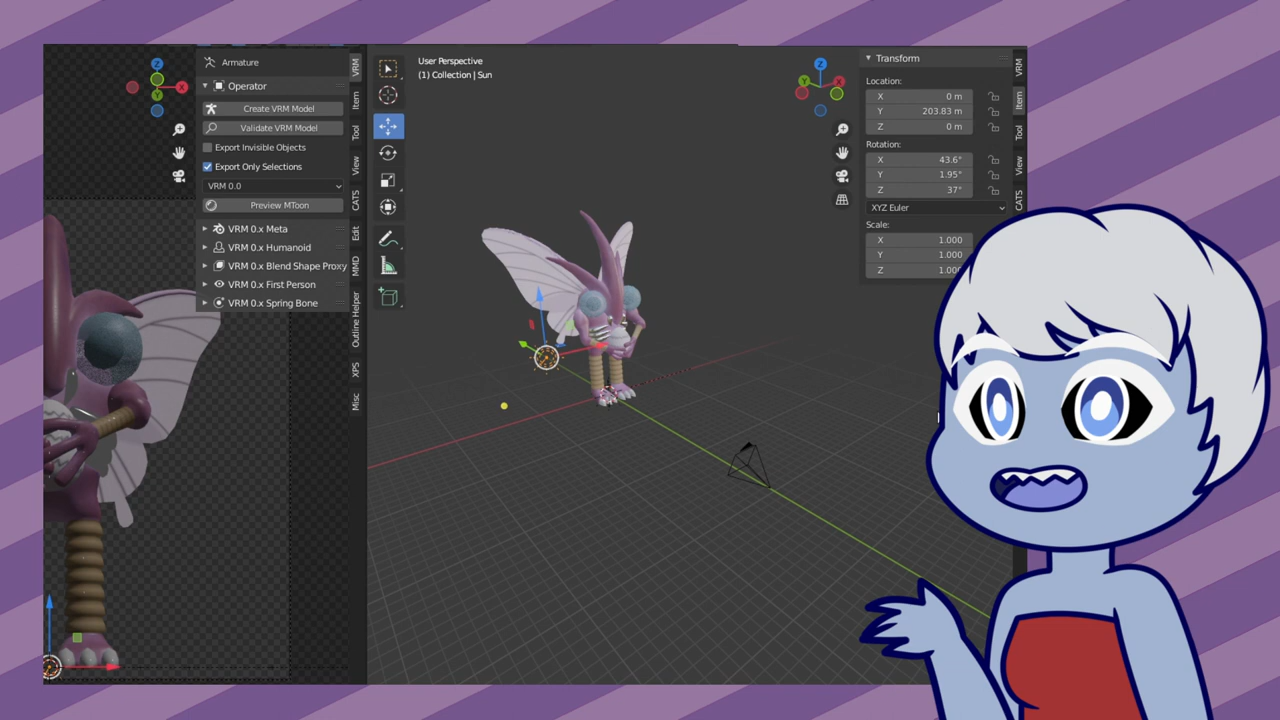 Armature
Operator
Create VRM Model
Validate VRM Model
Export Invisible Objects
Export Only Selections
VRM 0.0
Preview MToon
VRM 0.x Meta
VRM 0.x Humanoid
VRM 0.x Blend Shape Proxy
VRM 0.x First Person
VRM 0.x Spring Bone
Z
Y
X
Y
VRM
Item
Tool
View
CATS
Edit
MMD
Outline Helper
XPS
Misc
User Perspective
(1) Collection | Sun
Z
Y
X
Transform
Location:
X 0 m
Y 203.83 m
Z 0 m
Rotation:
X 43.6°
Y 1.95°
Z 37°
XYZ Euler
Scale:
X 1.000
Y 1.000
Z 1.000
VRM
Item
Tool
View
CATS